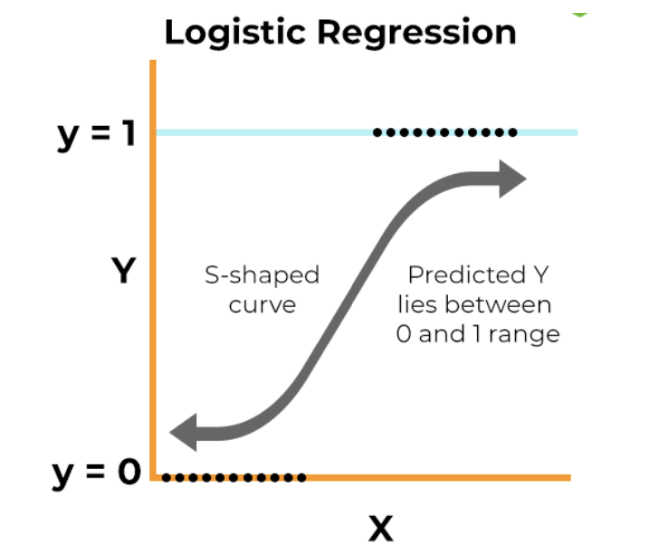 Logistic Regression
y = 1
Y
S-shaped
curve
Predicted Y
lies between
0 and 1 range
y = 0
X